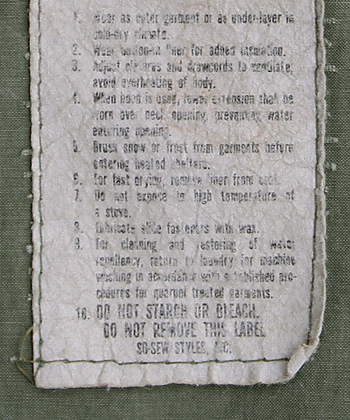 1. Wear as outer garment or as under-layer in
cold-dry climate.
2. Wear button-in liner for added insulation.
3. Adjust closures and drawcords to ventilate,
avoid overheating of body.
4. When hood is used, lower extension shall be
worn over neck opening, preventing water
entering opening.
5. Brush snow or frost from garments before
entering heated shelters.
6. For fast drying, remove liner from coat.
7. Do not expose to high temperature of
a stove.
8. Lubricate slide fasteners with wax.
9. For cleaning and restoring of water
repellency, return to laundry for machine
washing in accordance with established pro-
cedures for quarpel treated garments.
10. DO NOT STARCH OR BLEACH.
DO NOT REMOVE THIS LABEL
SO-SEW STYLES, INC.